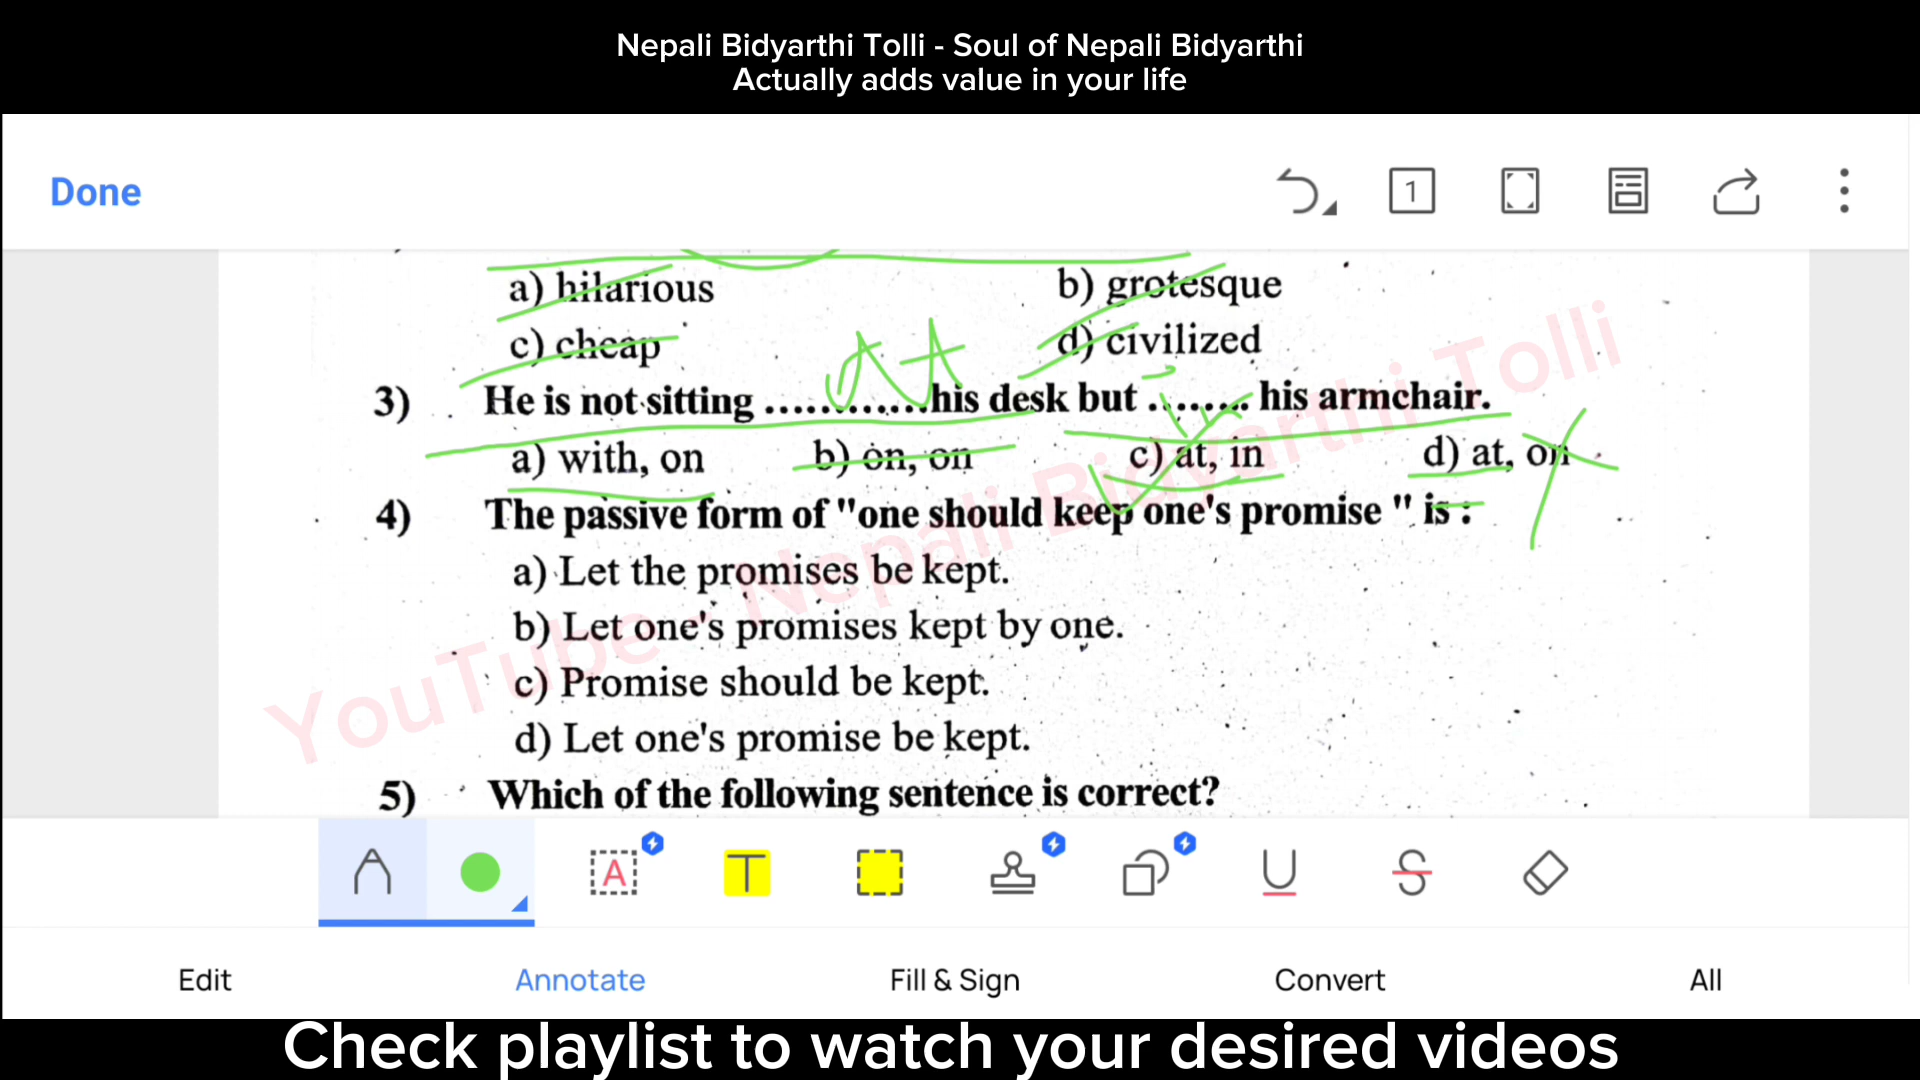 Nepali Bidyarthi Tolli - Soul of Nepali Bidyarthi
Actually adds value in your life
Done
1
a) hilarious b) grotesque
c) cheap d) civilized
at
3) He is not sitting ............his desk but ........ his armchair.
in
a) with, on b) on, on c) at, in d) at, on
4) The passive form of "one should keep one's promise " is :
a) Let the promises be kept.
b) Let one's promises kept by one.
c) Promise should be kept.
d) Let one's promise be kept.
5) Which of the following sentence is correct?
YouTube - Nepali Bidyarthi Tolli
A T U S
Edit Annotate Fill & Sign Convert All
Check playlist to watch your desired videos